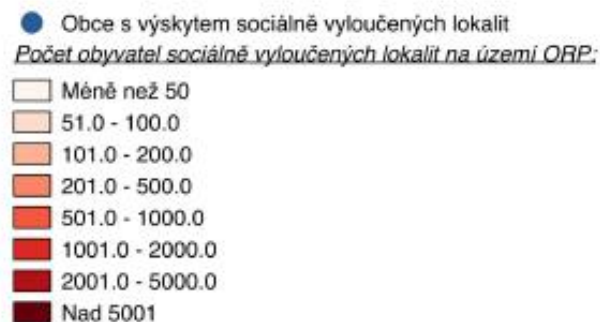 Obce s výskytem sociálně vyloučených lokalit
Počet obyvatel sociálně vyloučených lokalit na území ORP:
Méně než 50
51.0 - 100.0
101.0 - 200.0
201.0 - 500.0
501.0 - 1000.0
1001.0 - 2000.0
2001.0 - 5000.0
Nad 5001